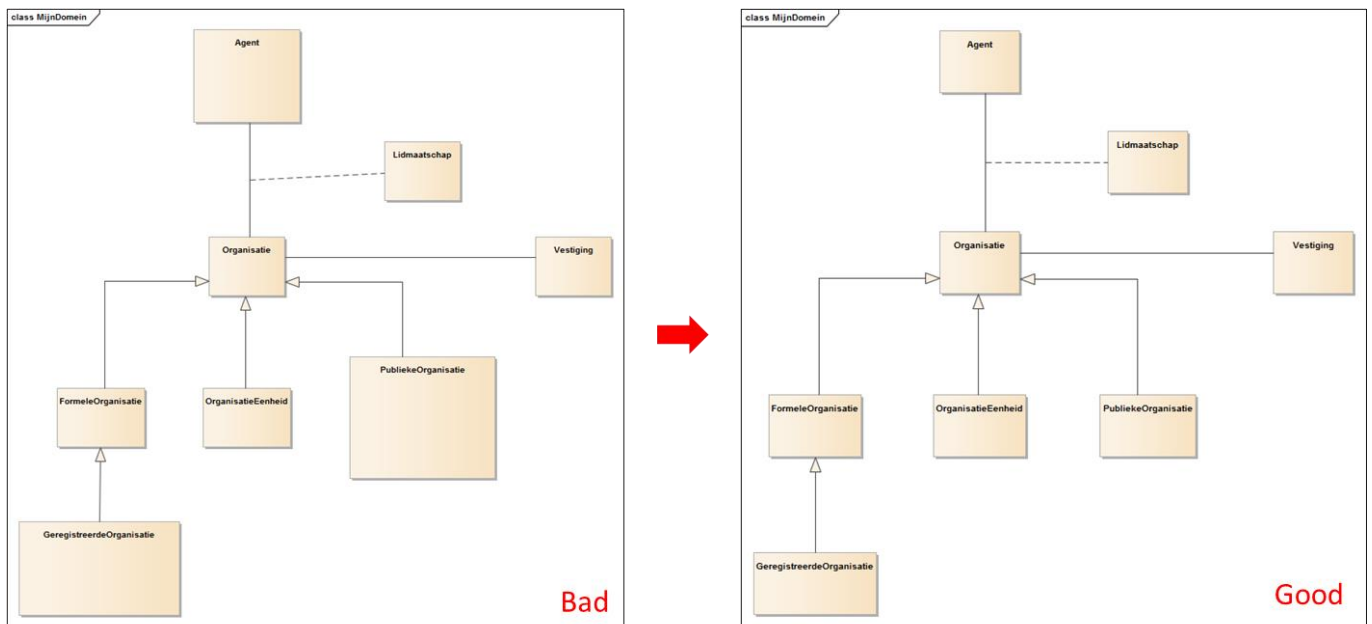 class MijnDomein
Agent
Lidmaatschap
Organisatie
Vestiging
PubliekeOrganisatie
FormeleOrganisatie
OrganisatieEenheid
GeregistreerdeOrganisatie
Bad
class MijnDomein
Agent
Lidmaatschap
Organisatie
Vestiging
FormeleOrganisatie
OrganisatieEenheid
PubliekeOrganisatie
GeregistreerdeOrganisatie
Good